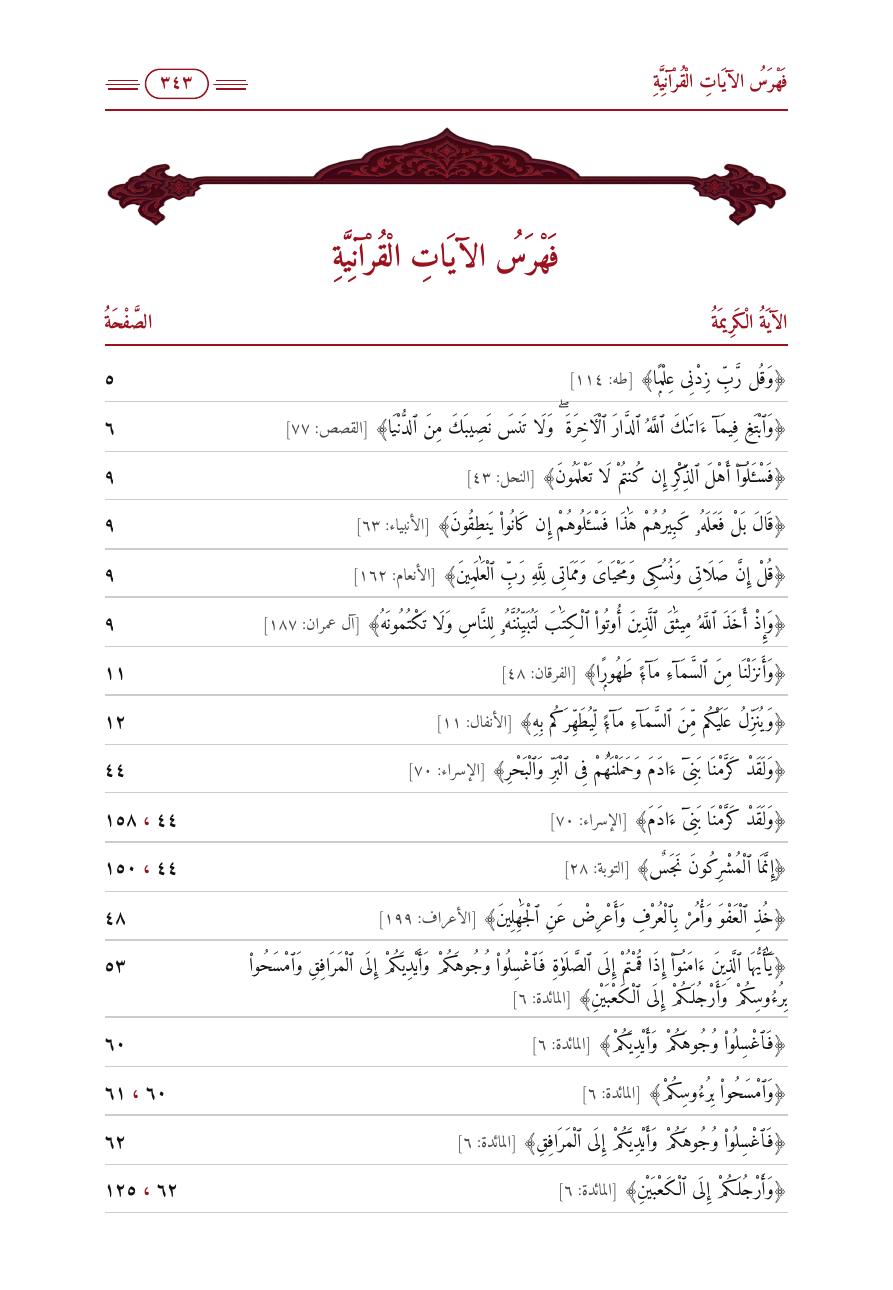 فَهْرَسُ الآيَاتِ الْقُرْآنِيَّةِ
٣٤٣
فَهْرَسُ الآيَاتِ الْقُرْآنِيَّةِ
الآيَةُ الْكَرِيمَةُ الصَّفْحَةُ
﴿وَقُل رَّبِّ زِدْنِى عِلْمًۭا﴾ [طه: ١١٤] ٥
﴿وَٱبْتَغِ فِيمَآ ءَاتَىٰكَ ٱللَّهُ ٱلدَّارَ ٱلْـَٔاخِرَةَ ۖ وَلَا تَنسَ نَصِيبَكَ مِنَ ٱلدُّنْيَا﴾ [القصص: ٧٧] ٦
﴿فَسْـَٔلُوٓا۟ أَهْلَ ٱلذِّكْرِ إِن كُنتُمْ لَا تَعْلَمُونَ﴾ [النحل: ٤٣] ٩
﴿قَالَ بَلْ فَعَلَهُۥ كَبِيرُهُمْ هَٰذَا فَسْـَٔلُوهُمْ إِن كَانُوا۟ يَنطِقُونَ﴾ [الأنبياء: ٦٣] ٩
﴿قُلْ إِنَّ صَلَاتِى وَنُسُكِى وَمَحْيَاىَ وَمَمَاتِى لِلَّهِ رَبِّ ٱلْعَٰلَمِينَ﴾ [الأنعام: ١٦٢] ٩
﴿وَإِذْ أَخَذَ ٱللَّهُ مِيثَٰقَ ٱلَّذِينَ أُوتُوا۟ ٱلْكِتَٰبَ لَتُبَيِّنُنَّهُۥ لِلنَّاسِ وَلَا تَكْتُمُونَهُۥ﴾ [آل عمران: ١٨٧] ٩
﴿وَأَنزَلْنَا مِنَ ٱلسَّمَآءِ مَآءًۭ طَهُورًۭا﴾ [الفرقان: ٤٨] ١١
﴿وَيُنَزِّلُ عَلَيْكُم مِّنَ ٱلسَّمَآءِ مَآءًۭ لِّيُطَهِّرَكُم بِهِۦ﴾ [الأنفال: ١١] ١٢
﴿وَلَقَدْ كَرَّمْنَا بَنِىٓ ءَادَمَ وَحَمَلْنَٰهُمْ فِى ٱلْبَرِّ وَٱلْبَحْرِ﴾ [الإسراء: ٧٠] ٤٤
﴿وَلَقَدْ كَرَّمْنَا بَنِىٓ ءَادَمَ﴾ [الإسراء: ٧٠] ٤٤ ، ١٥٨
﴿إِنَّمَا ٱلْمُشْرِكُونَ نَجَسٌ﴾ [التوبة: ٢٨] ٤٤ ، ١٥٠
﴿خُذِ ٱلْعَفْوَ وَأْمُرْ بِٱلْعُرْفِ وَأَعْرِضْ عَنِ ٱلْجَٰهِلِينَ﴾ [الأعراف: ١٩٩] ٤٨
﴿يَٰٓأَيُّهَا ٱلَّذِينَ ءَامَنُوٓا۟ إِذَا قُمْتُمْ إِلَى ٱلصَّلَوٰةِ فَٱغْسِلُوا۟ وُجُوهَكُمْ وَأَيْدِيَكُمْ إِلَى ٱلْمَرَافِقِ وَٱمْسَحُوا۟ ٥٣
بِرُءُوسِكُمْ وَأَرْجُلَكُمْ إِلَى ٱلْكَعْبَيْنِ﴾ [المائدة: ٦]
﴿فَٱغْسِلُوا۟ وُجُوهَكُمْ وَأَيْدِيَكُمْ﴾ [المائدة: ٦] ٦٠
﴿وَٱمْسَحُوا۟ بِرُءُوسِكُمْ﴾ [المائدة: ٦] ٦٠ ، ٦١
﴿فَٱغْسِلُوا۟ وُجُوهَكُمْ وَأَيْدِيَكُمْ إِلَى ٱلْمَرَافِقِ﴾ [المائدة: ٦] ٦٢
﴿وَأَرْجُلَكُمْ إِلَى ٱلْكَعْبَيْنِ﴾ [المائدة: ٦] ٦٢ ، ١٢٥